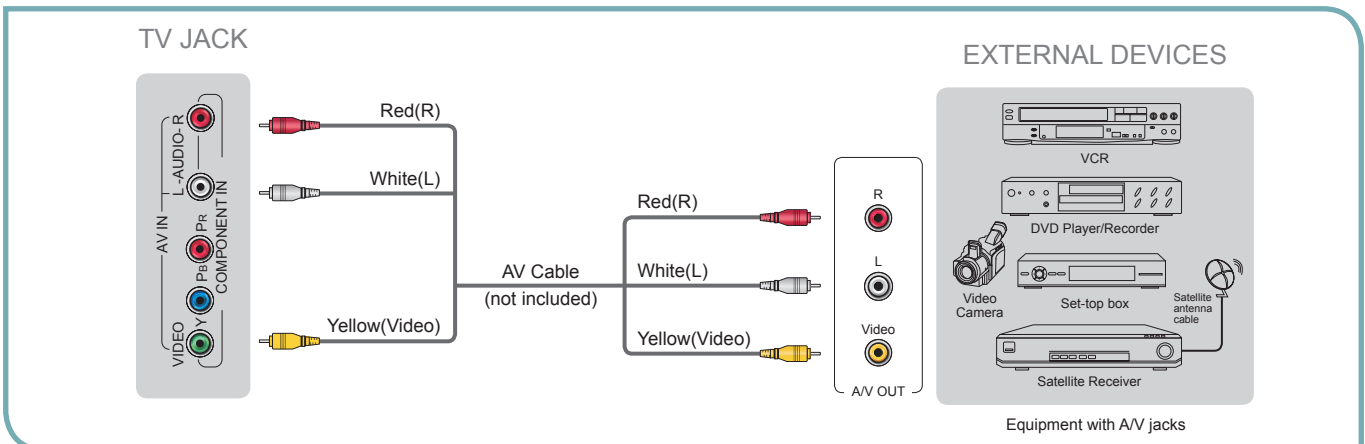 TV JACK
EXTERNAL DEVICES
AV IN
VIDEO
L -AUDIO- R
Y
PB
PR
COMPONENT IN
Red(R)
White(L)
Yellow(Video)
AV Cable
(not included)
Red(R)
White(L)
Yellow(Video)
R
L
Video
A/V OUT
VCR
DVD Player/Recorder
Video
Camera
Set-top box
Satellite
antenna
cable
Satellite Receiver
Equipment with A/V jacks